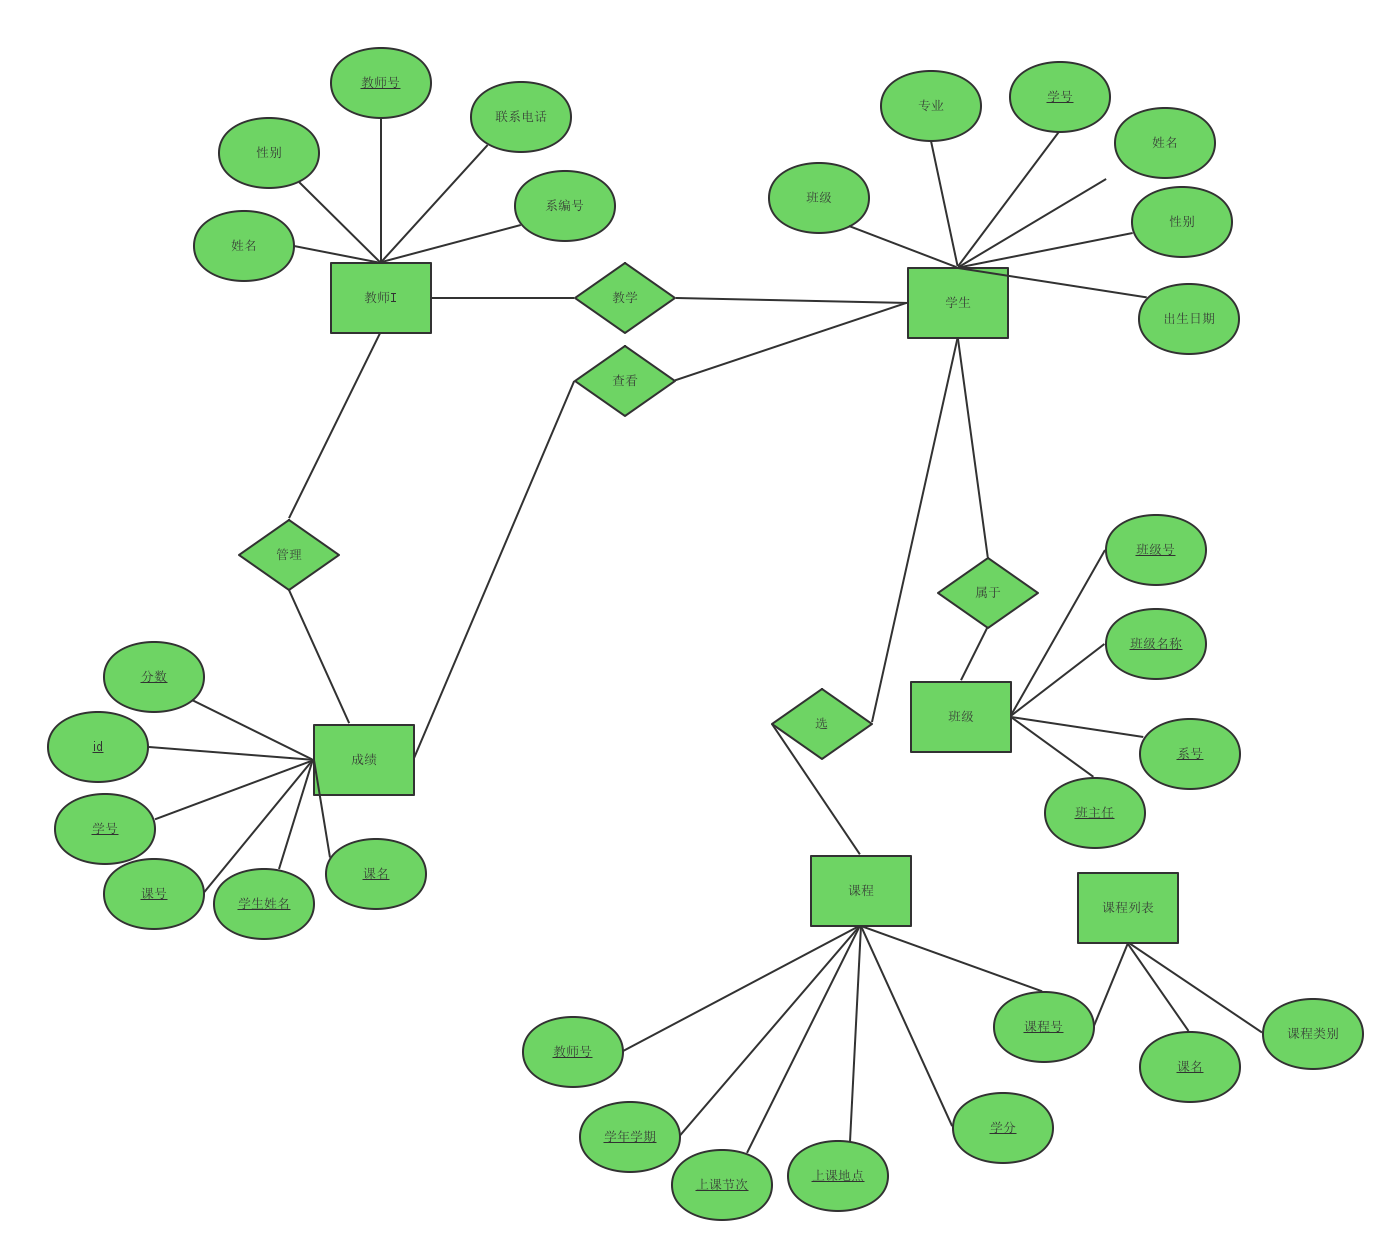 教师号
联系电话
性别
系编号
姓名
教师I
教学
查看
专业
学号
姓名
班级
性别
学生
出生日期
管理
属于
班级号
班级名称
班级
系号
班主任
选
分数
id
成绩
学号
课号
学生姓名
课名
课程
课程列表
教师号
学年学期
上课节次
上课地点
学分
课程号
课名
课程类别